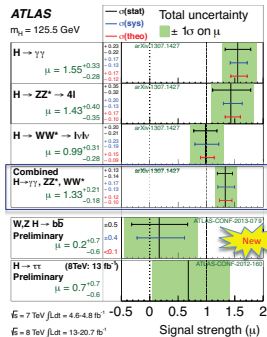 ATLAS
m_H = 125.5 GeV
σ(stat)
σ(sys)
σ(theo)
Total uncertainty
± 1σ on μ
H → γγ
μ = 1.55 +0.33 -0.28
arXiv:1307.1427
H → ZZ* → 4l
μ = 1.43 +0.40 -0.35
arXiv:1307.1427
H → WW* → lνlν
μ = 0.99 +0.31 -0.28
arXiv:1307.1427
Combined
H→γγ, ZZ*, WW*
μ = 1.33 +0.21 -0.18
arXiv:1307.1427
W,Z H → bb̄
Preliminary
μ = 0.2 +0.7 -0.6
±0.5
±0.4
<0.1
ATLAS-CONF-2013-079
New
H → ττ (8TeV: 13 fb⁻¹)
Preliminary
μ = 0.7 +0.7 -0.6
ATLAS-CONF-2012-160
√s = 7 TeV ∫Ldt = 4.6-4.8 fb⁻¹
√s = 8 TeV ∫Ldt = 13-20.7 fb⁻¹
-0.5 0 0.5 1 1.5 2
Signal strength (μ)